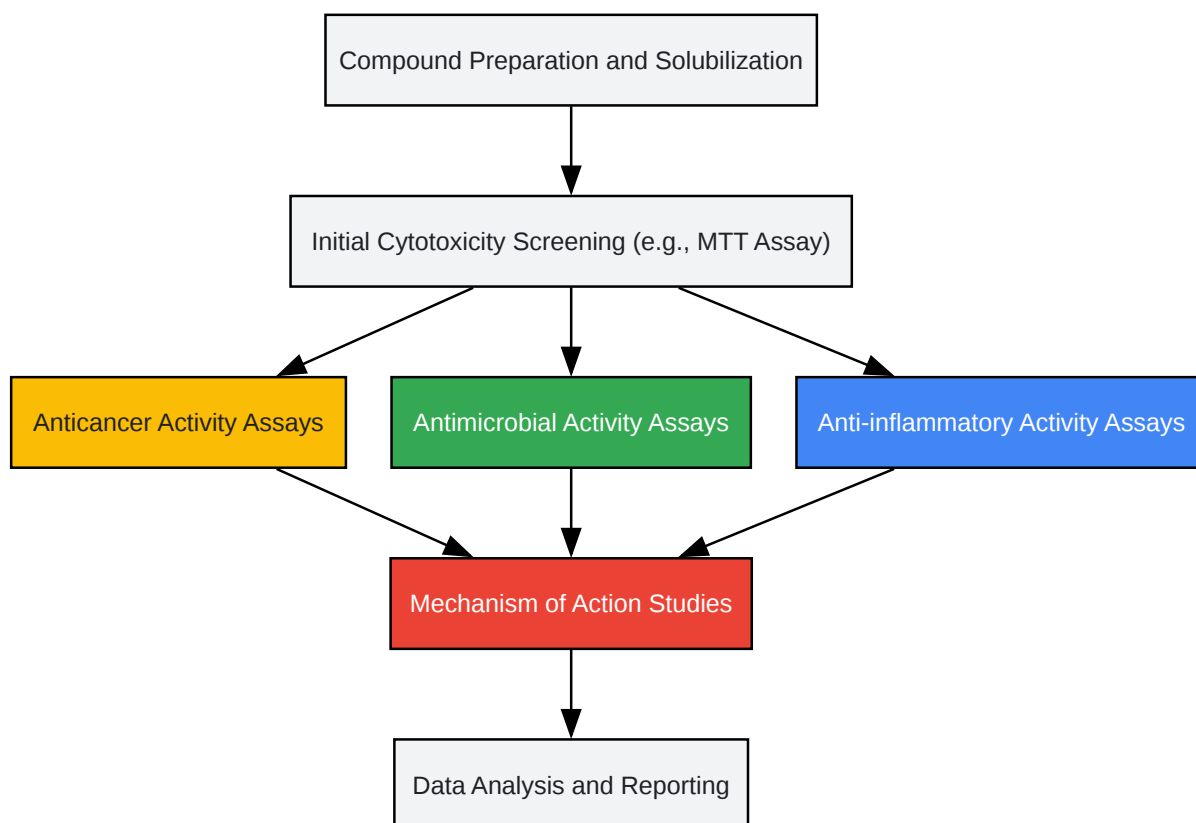 Compound Preparation and Solubilization
Initial Cytotoxicity Screening (e.g., MTT Assay)
Anticancer Activity Assays
Antimicrobial Activity Assays
Anti-inflammatory Activity Assays
Mechanism of Action Studies
Data Analysis and Reporting